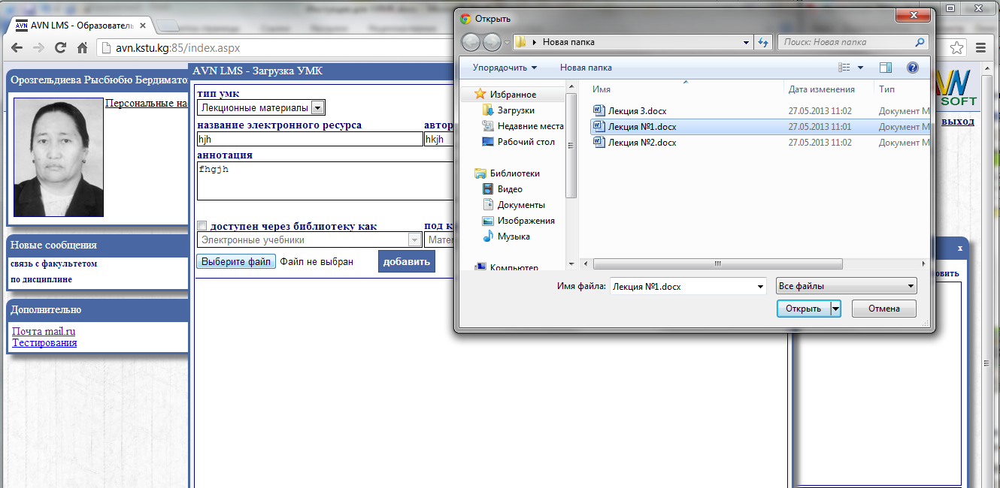 AVN LMS - Образователь
avn.kstu.kg:85/index.aspx
Орозгельдиева Рысбюбю
Персональные
Новые сообщения
связь с факультетом
по дисциплине
Дополнительно
Почта mail.ru
Тестирования
AVN LMS - Загрузка УМК
тип умк
Лекционные материалы
название электронного ресурса автор
hjh hkjh
аннотация
fhgjh
доступен через библиотеку как под к
Электронные учебники Мате
Выберите файл Файл не выбран добавить
Открыть
Новая папка Поиск: Новая папка
Упорядочить Новая папка
Избранное
Загрузки
Недавние места
Рабочий стол
Библиотеки
Видео
Документы
Изображения
Музыка
Компьютер
Имя Дата изменения Тип
Лекция 3.docx 27.05.2013 11:02 Документ M
Лекция №1.docx 27.05.2013 11:01 Документ M
Лекция №2.docx 27.05.2013 11:02 Документ M
Имя файла: Лекция №1.docx Все файлы
Открыть Отмена
SOFT
выход
x
овить